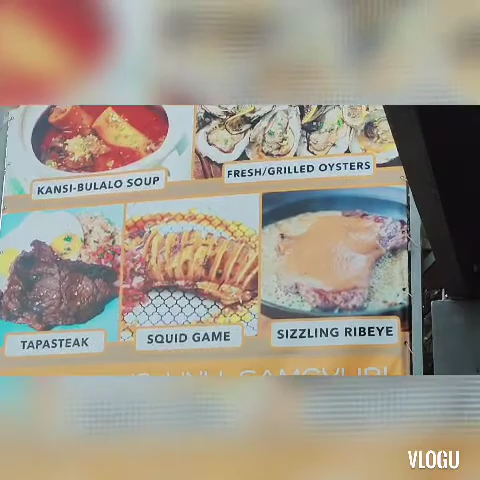 KANSI-BULALO SOUP
FRESH/GRILLED OYSTERS
TAPASTEAK
SQUID GAME
SIZZLING RIBEYE
VLOGU